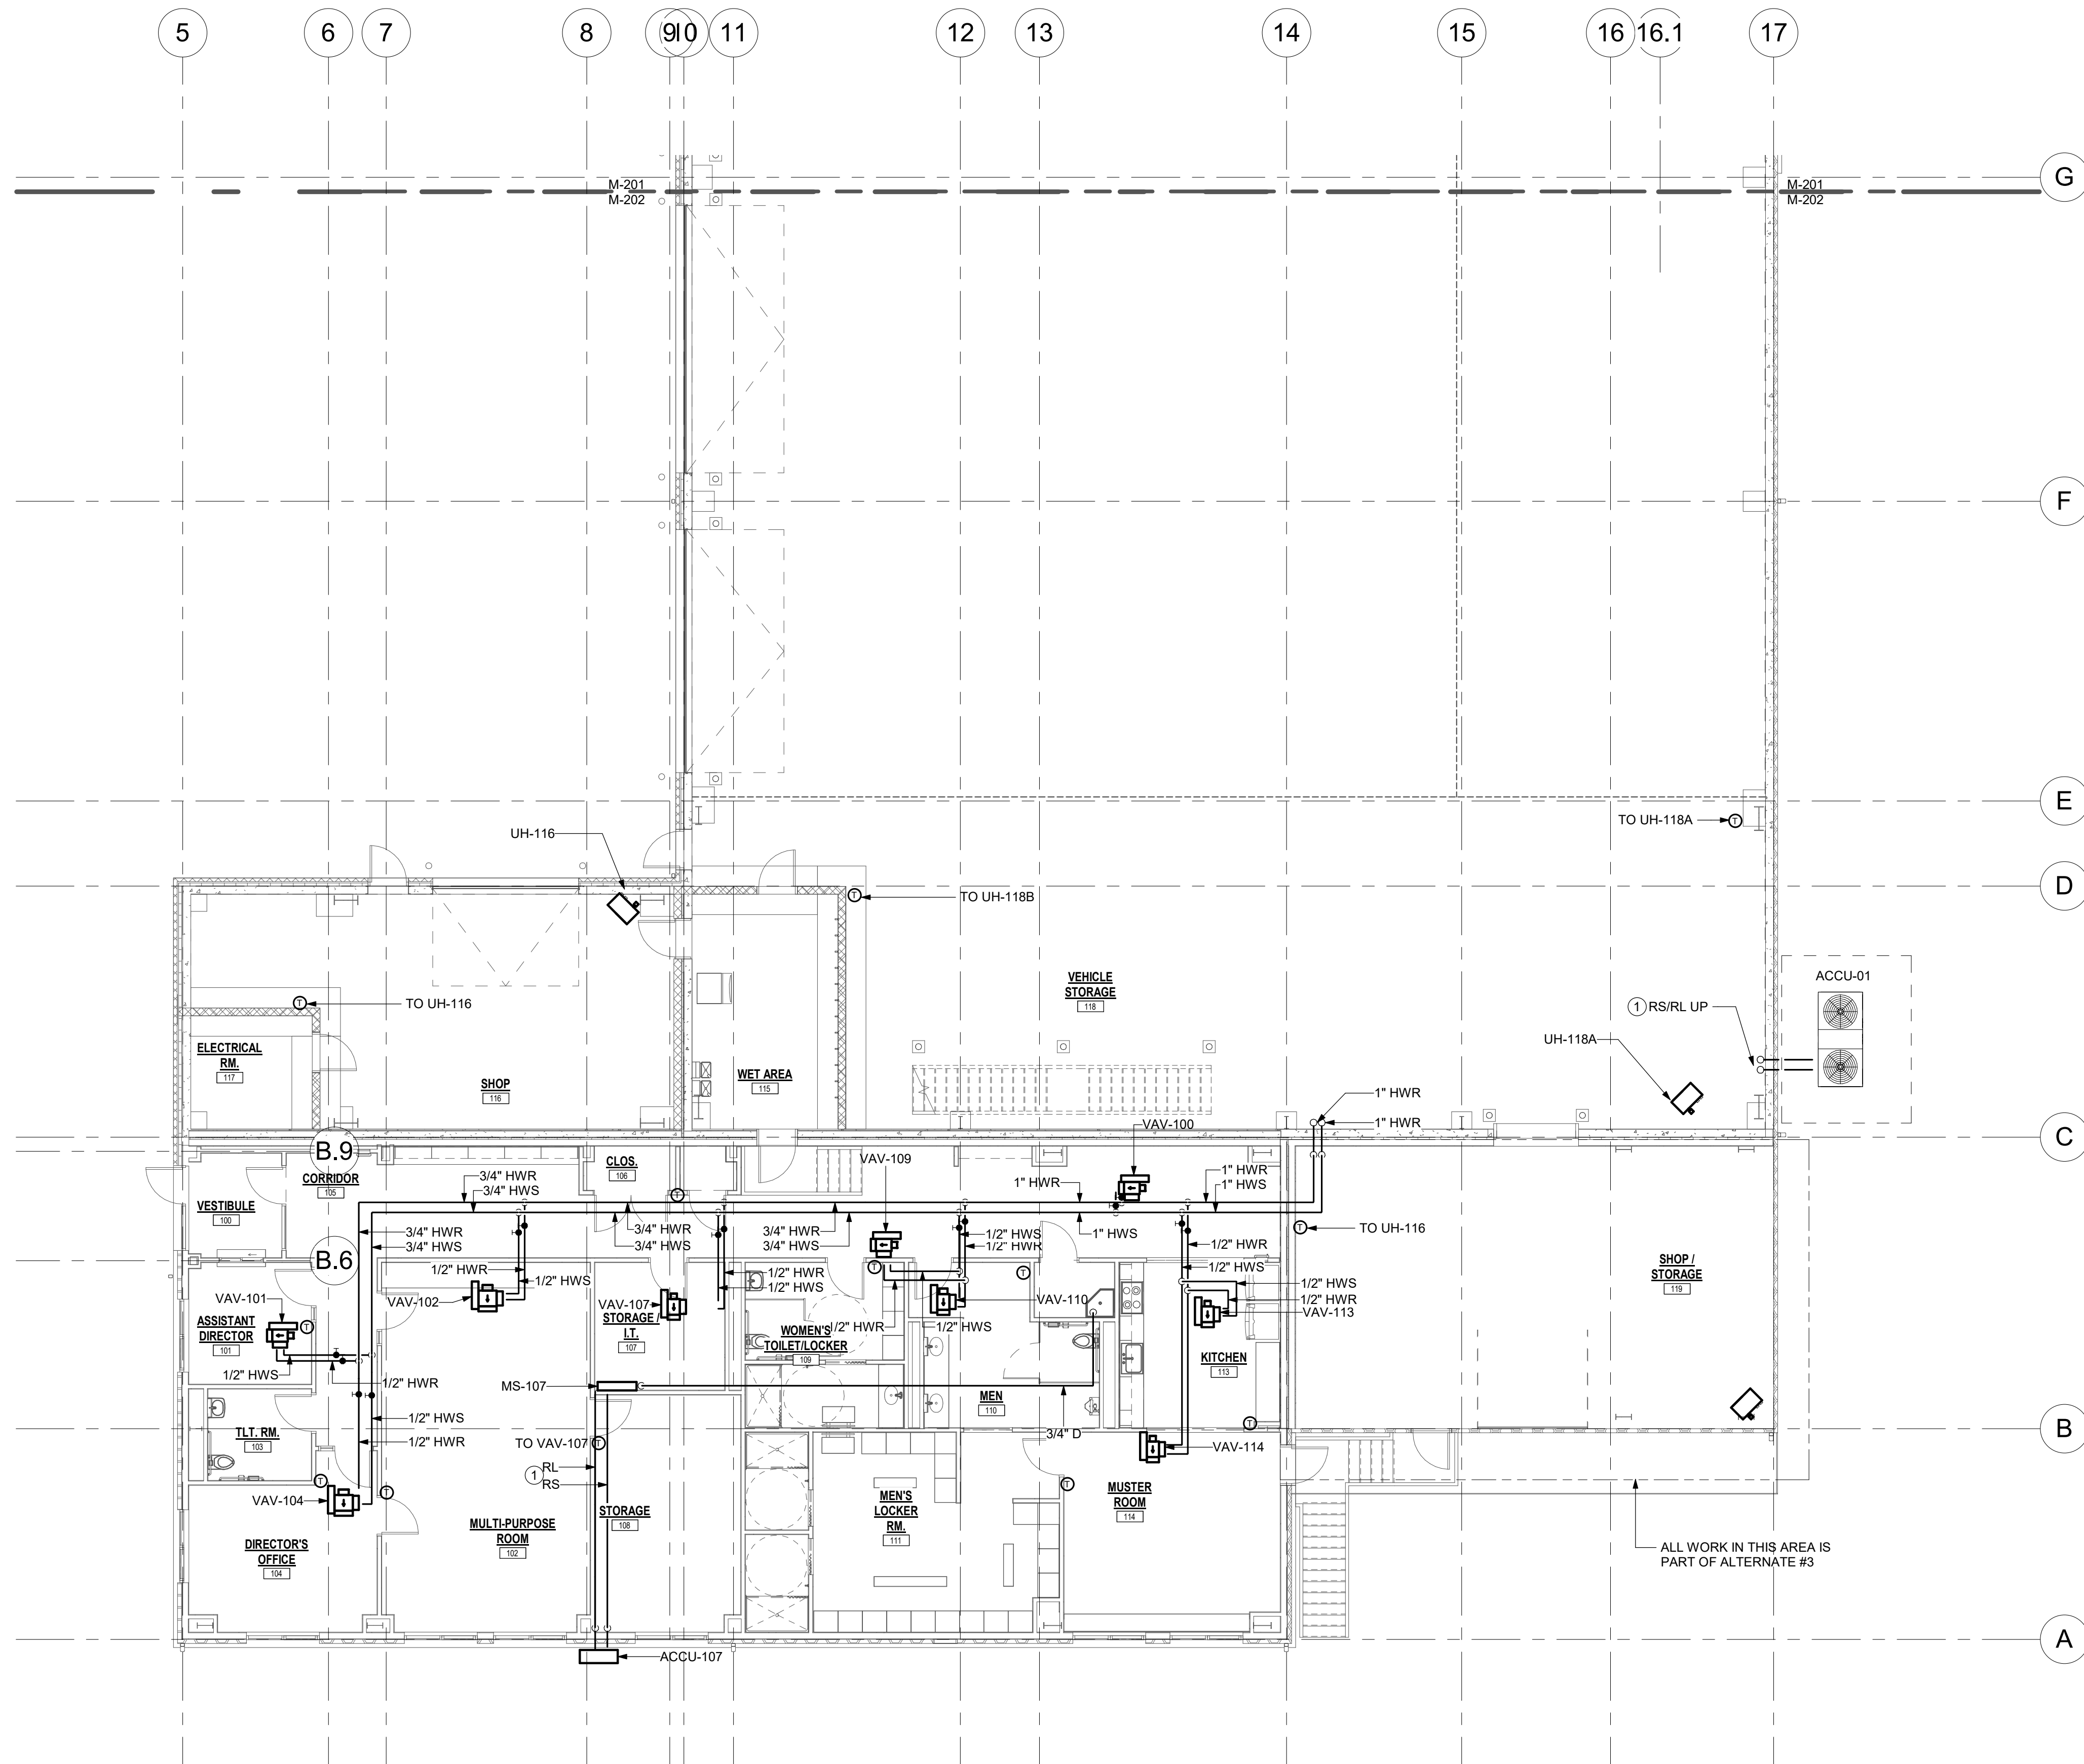 5
6
7
8
9
10
11
12
13
14
15
16
16.1
17
G
M-201
M-202
M-201
M-202
F
E
TO UH-118A
UH-116
D
TO UH-118B
ACCU-01
VEHICLE
STORAGE
118
TO UH-116
1 RS/RL UP
UH-118A
ELECTRICAL
RM.
117
SHOP
116
WET AREA
115
1" HWR
1" HWR
VAV-100
C
B.9
CORRIDOR
105
CLOS.
106
VAV-109
3/4" HWR
3/4" HWS
1" HWR
1" HWR
1" HWS
VESTIBULE
100
3/4" HWR
3/4" HWS
3/4" HWR
3/4" HWS
3/4" HWR
3/4" HWS
1/2" HWS
1/2" HWR
1" HWS
1/2" HWR
1/2" HWS
TO UH-116
B.6
1/2" HWR
1/2" HWS
1/2" HWR
1/2" HWS
1/2" HWS
1/2" HWR
VAV-113
SHOP /
STORAGE
119
VAV-101
VAV-102
VAV-107
STORAGE /
I.T.
107
VAV-110
ASSISTANT
DIRECTOR
101
WOMEN'S
TOILET/LOCKER
109
1/2" HWR
1/2" HWS
KITCHEN
113
1/2" HWS
1/2" HWR
MS-107
MEN
110
1/2" HWS
1/2" HWR
TLT. RM.
103
3/4" D
B
TO VAV-107
VAV-114
1
RL
RS
VAV-104
MULTI-PURPOSE
ROOM
102
STORAGE
108
MEN'S
LOCKER
RM.
111
MUSTER
ROOM
114
DIRECTOR'S
OFFICE
104
ALL WORK IN THIS AREA IS
PART OF ALTERNATE #3
A
ACCU-107
T
T
T
T
T
T
T
T
T
T
T
T
T
T